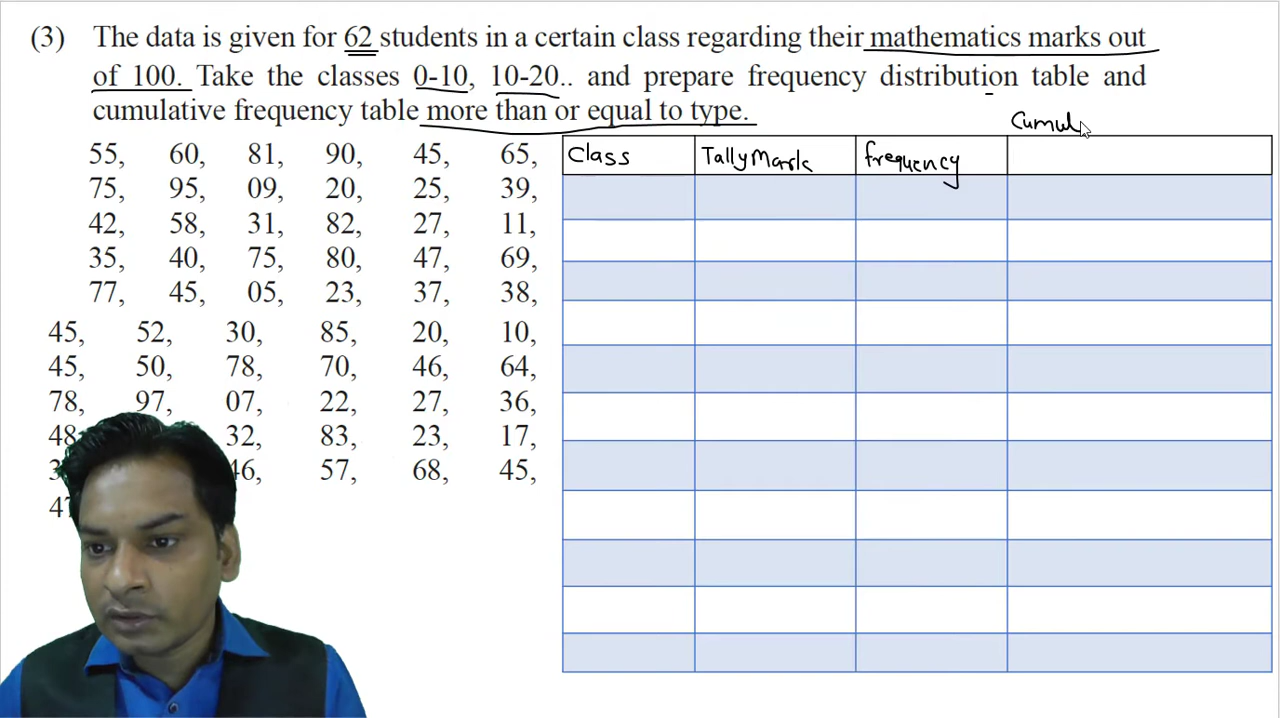 (3) The data is given for 62 students in a certain class regarding their mathematics marks out
of 100. Take the classes 0-10, 10-20.. and prepare frequency distribution table and
cumulative frequency table more than or equal to type.
Cumul
55, 60, 81, 90, 45, 65,
75, 95, 09, 20, 25, 39,
42, 58, 31, 82, 27, 11,
35, 40, 75, 80, 47, 69,
77, 45, 05, 23, 37, 38,
45, 52, 30, 85, 20, 10,
45, 50, 78, 70, 46, 64,
78, 97, 07, 22, 27, 36,
48 32, 83, 23, 17,
46, 57, 68, 45,
47
Class TallyMark frequency